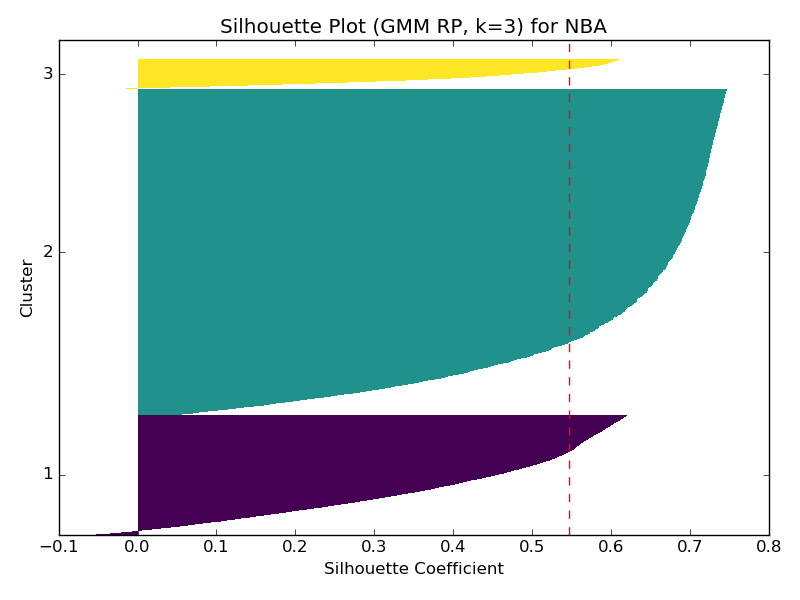 Silhouette Plot (GMM RP, k=3) for NBA
3
2
1
Cluster
−0.1 0.0 0.1 0.2 0.3 0.4 0.5 0.6 0.7 0.8
Silhouette Coefficient